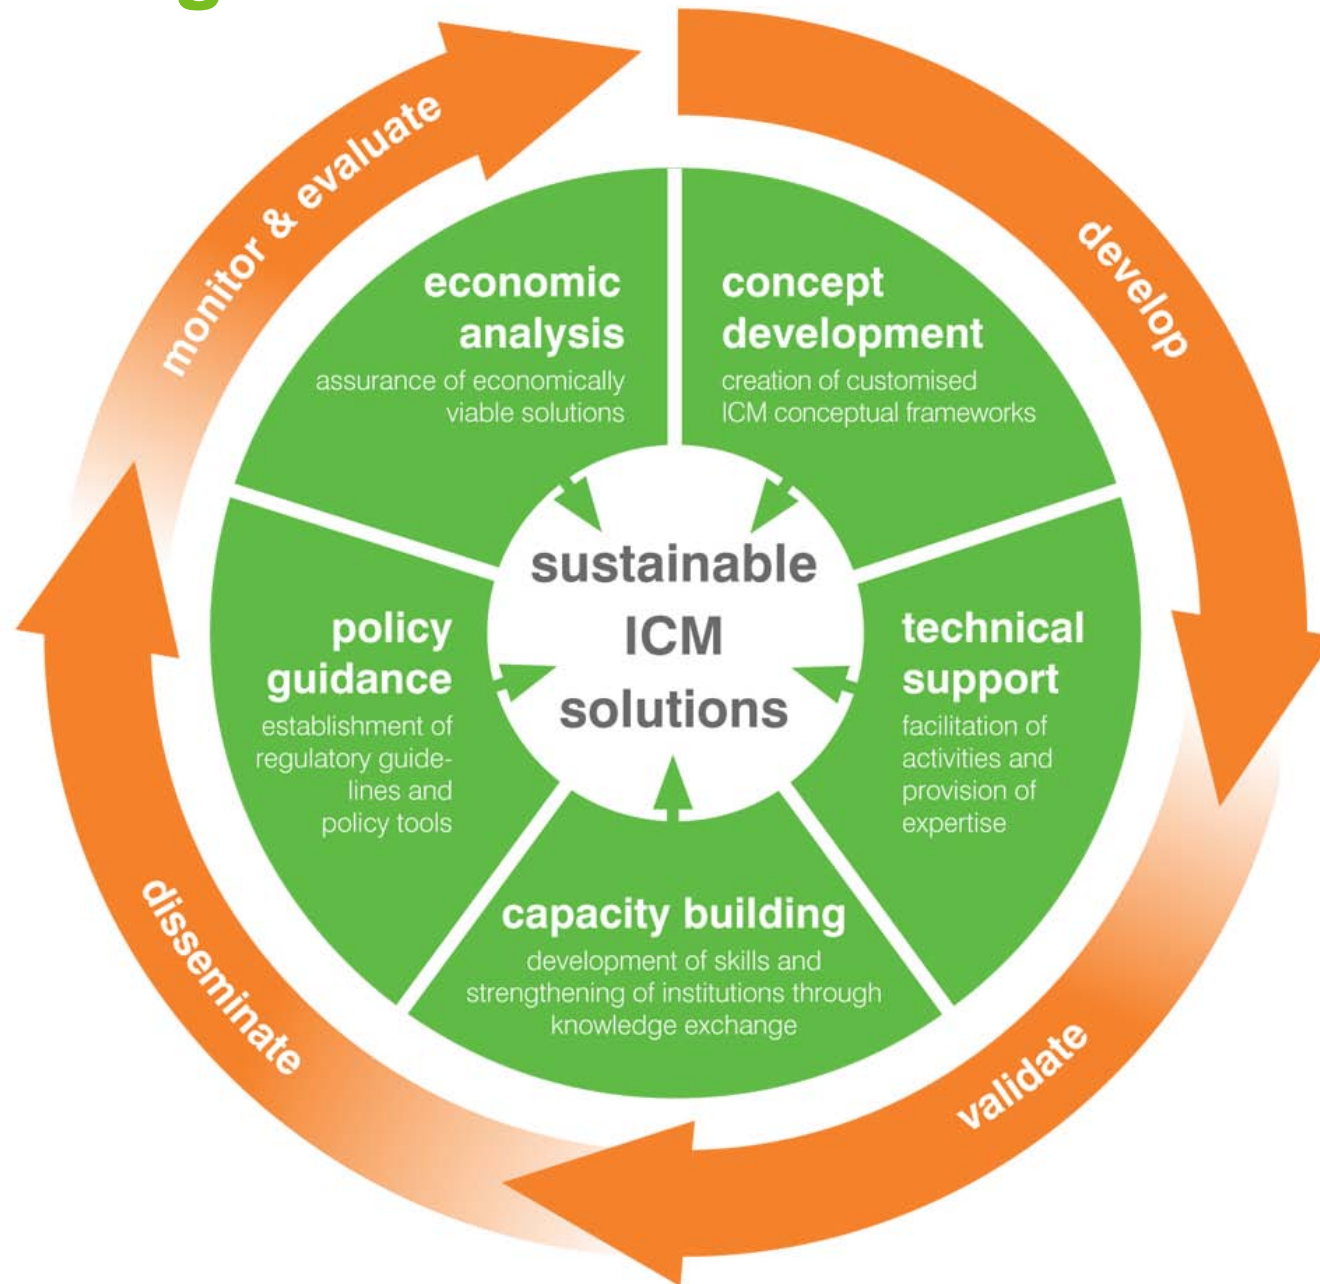 monitor & evaluate
develop
economic
analysis
assurance of economically
viable solutions
concept
development
creation of customised
ICM conceptual frameworks
sustainable
ICM
solutions
policy
guidance
establishment of
regulatory guide-
lines and
policy tools
technical
support
facilitation of
activities and
provision of
expertise
capacity building
development of skills and
strengthening of institutions through
knowledge exchange
disseminate
validate